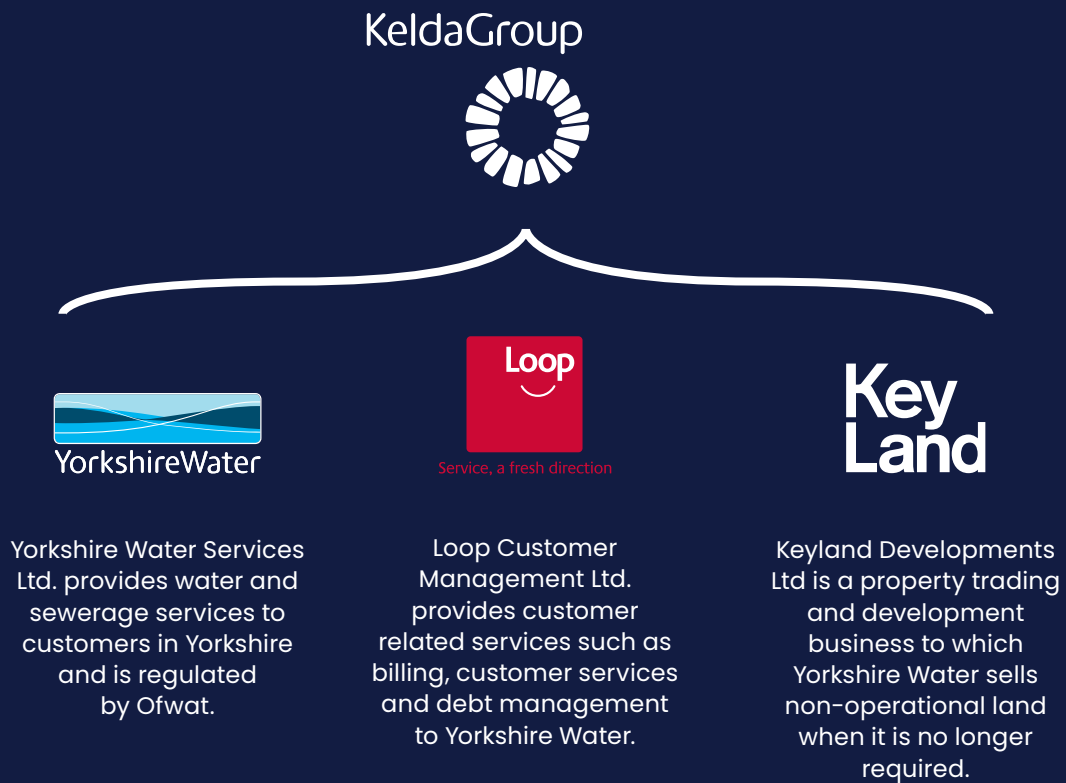 KeldaGroup
YorkshireWater
Yorkshire Water Services
Ltd. provides water and
sewerage services to
customers in Yorkshire
and is regulated
by Ofwat.
Loop
Service, a fresh direction
Loop Customer
Management Ltd.
provides customer
related services such as
billing, customer services
and debt management
to Yorkshire Water.
Key
Land
Keyland Developments
Ltd is a property trading
and development
business to which
Yorkshire Water sells
non-operational land
when it is no longer
required.